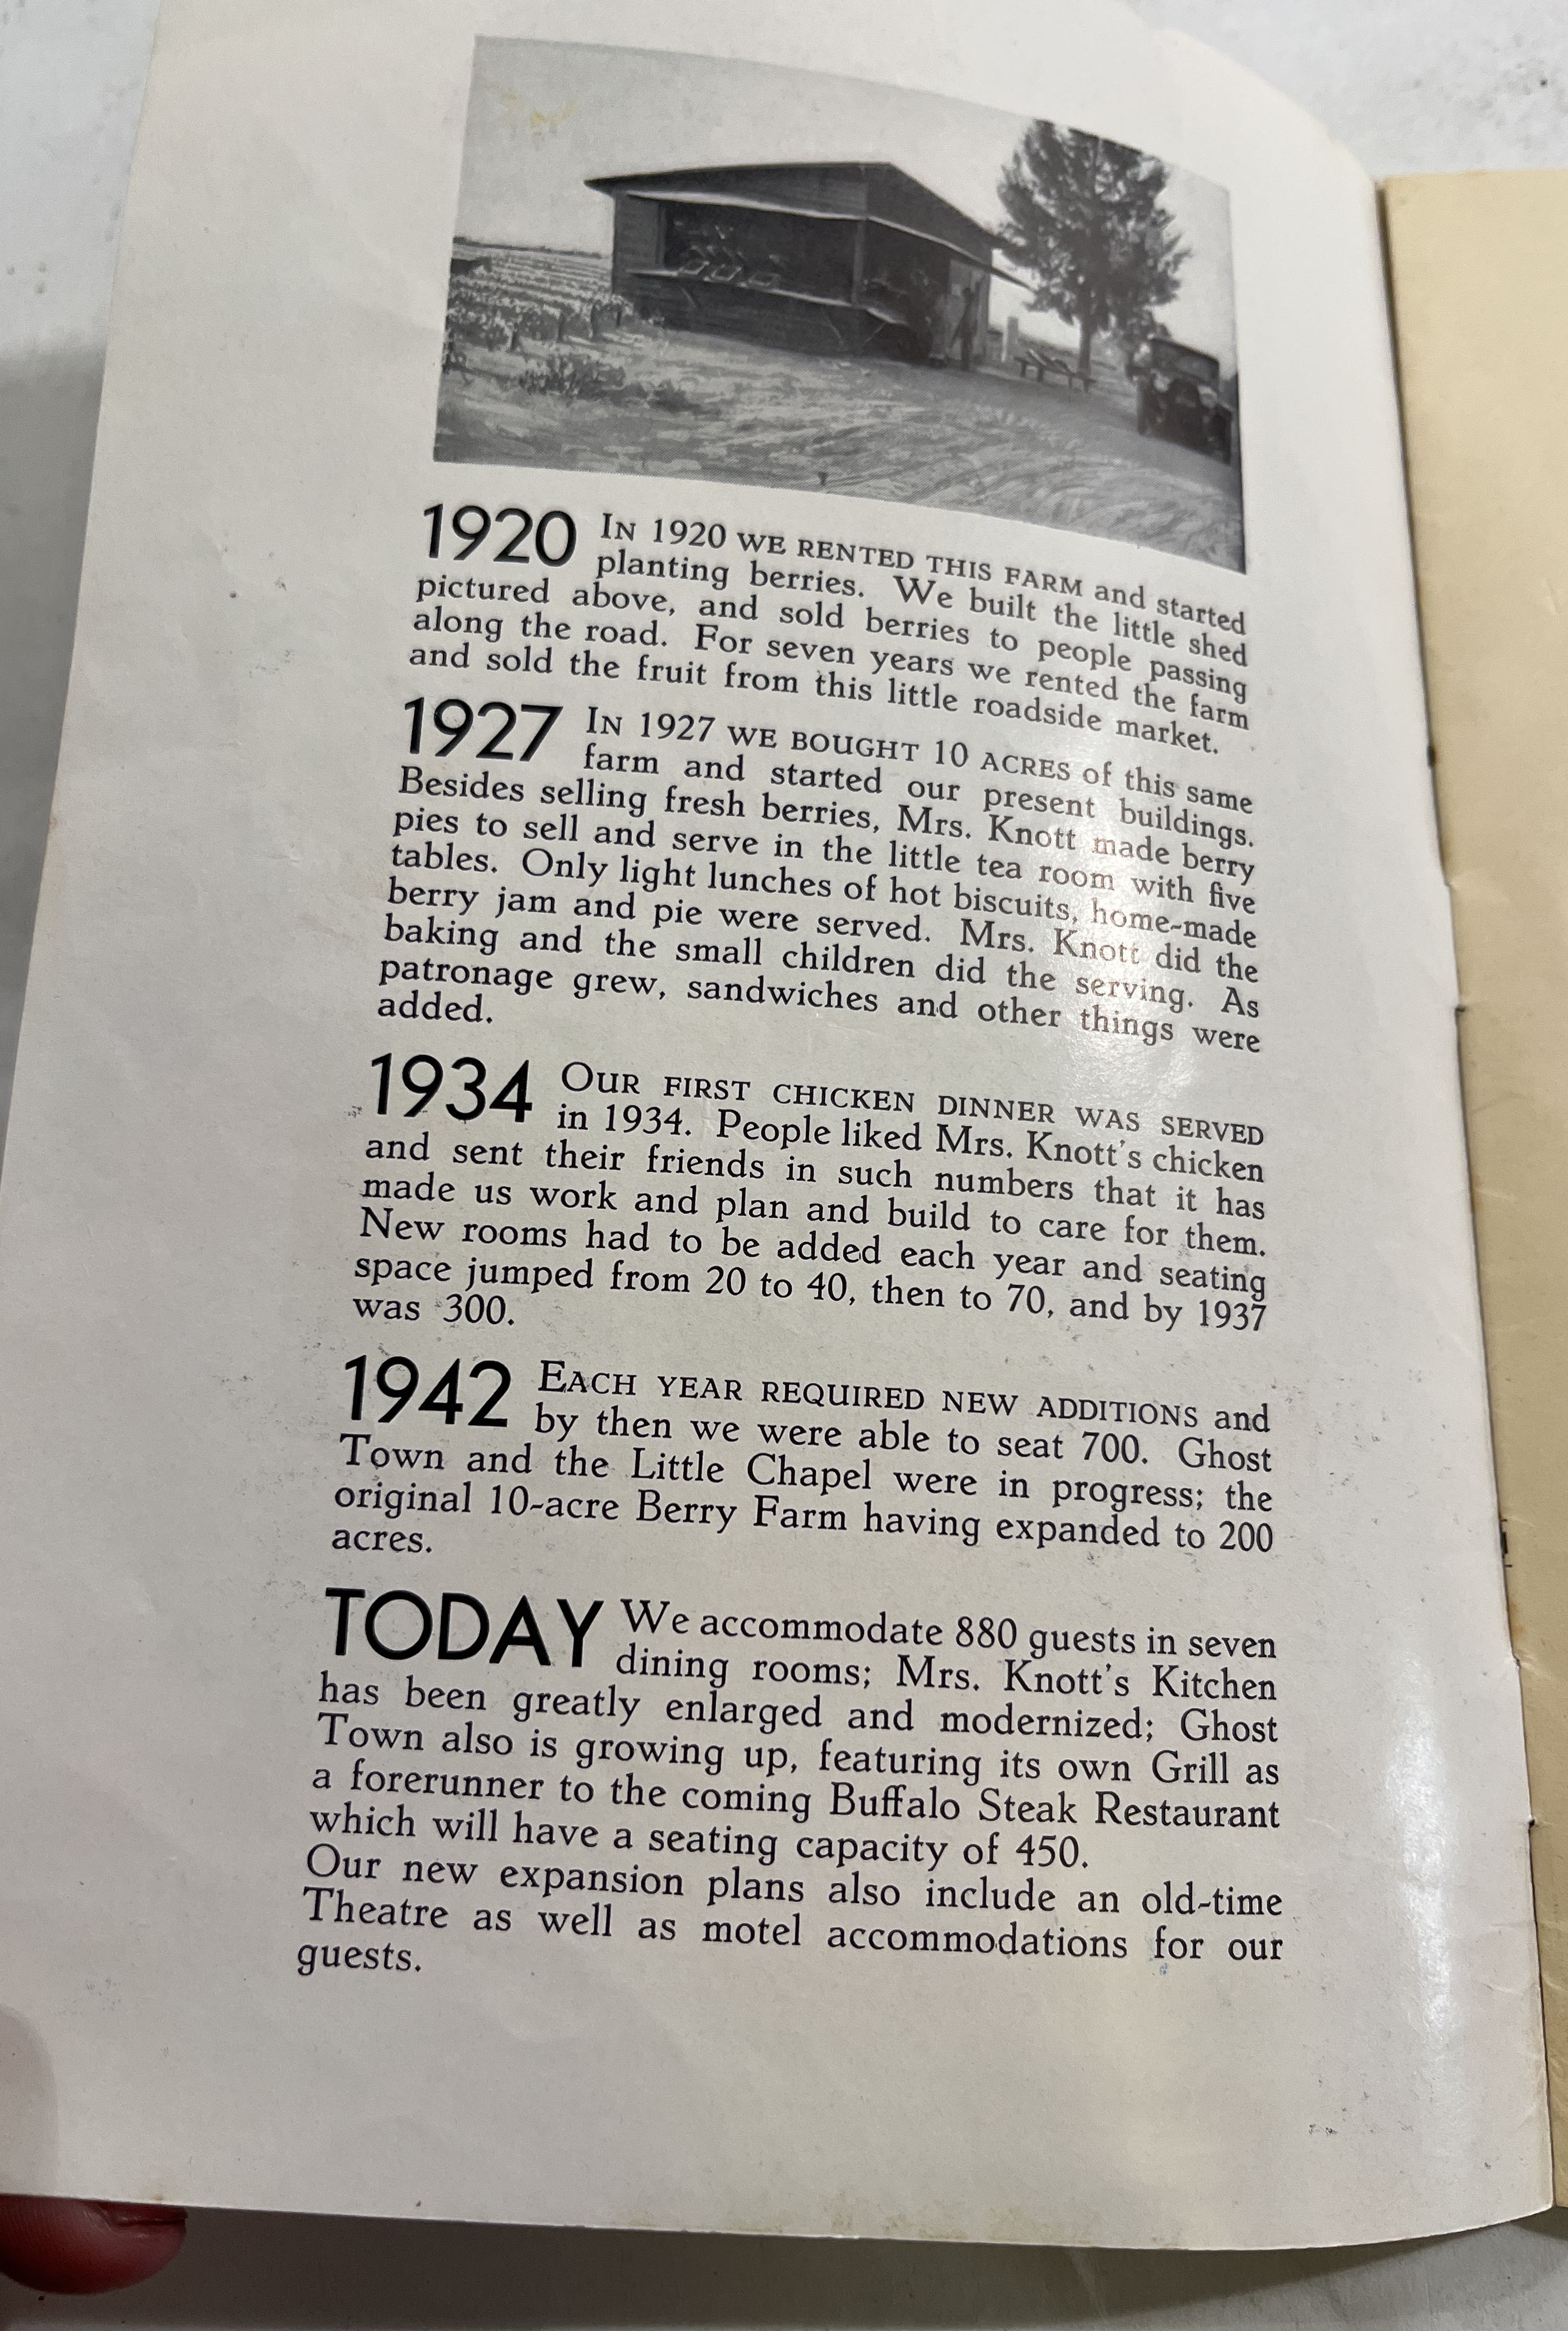 1920 IN 1920 WE RENTED THIS FARM and started
planting berries. We built the little shed
pictured above, and sold berries to people passing
along the road. For seven years we rented the farm
and sold the fruit from this little roadside market.
1927 IN 1927 WE BOUGHT 10 ACRES of this same
farm and started our present buildings.
Besides selling fresh berries, Mrs. Knott made berry
pies to sell and serve in the little tea room with five
tables. Only light lunches of hot biscuits, home-made
berry jam and pie were served. Mrs. Knott did the
baking and the small children did the serving. As
patronage grew, sandwiches and other things were
added.
1934 OUR FIRST CHICKEN DINNER WAS SERVED
in 1934. People liked Mrs. Knott's chicken
and sent their friends in such numbers that it has
made us work and plan and build to care for them.
New rooms had to be added each year and seating
space jumped from 20 to 40, then to 70, and by 1937
was 300.
1942 EACH YEAR REQUIRED NEW ADDITIONS and
by then we were able to seat 700. Ghost
Town and the Little Chapel were in progress; the
original 10-acre Berry Farm having expanded to 200
acres.
TODAY We accommodate 880 guests in seven
dining rooms; Mrs. Knott's Kitchen
has been greatly enlarged and modernized; Ghost
Town also is growing up, featuring its own Grill as
a forerunner to the coming Buffalo Steak Restaurant
which will have a seating capacity of 450.
Our new expansion plans also include an old-time
Theatre as well as motel accommodations for our
guests.